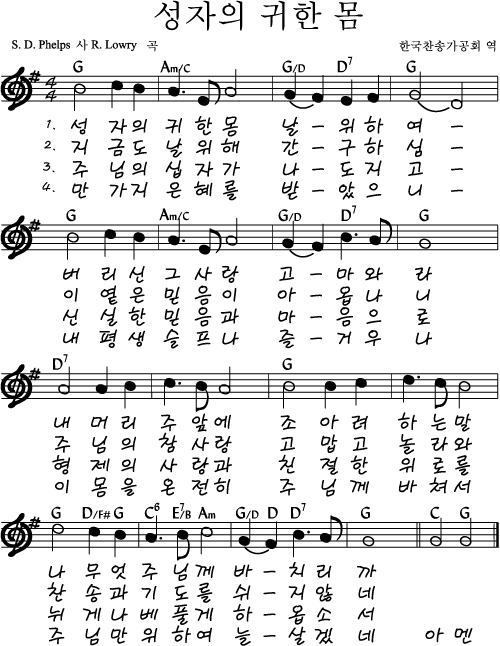 성자의 귀한 몸
S. D. Phelps 사 R. Lowry 곡 한국찬송가공회 역
G Am/C G/D D7 G
1. 성 자의 귀 한몸 날 - 위하 여 -
2. 저 금도 날 위해 간 - 구하 심 -
3. 주 님의 십 자가 나 - 도지 고 -
4. 만 가지 은 혜를 받 - 았으 니 -
G Am/C G/D D7 G
버 리신 그 사랑 고 - 마와 라
이 옅은 믿 음이 아 - 옵나 니
신 실한 믿 음과 마 - 음으 로
내 평생 슬 프나 즐 - 거우 나
D7 G
내 머리 주 앞에 조 아려 하 는말
주 님의 창 사랑 고 맙고 놀 라와
형 제의 사 랑과 친 절한 위 로를
이 몸을 온 전히 주 님께 바 쳐서
G D/F# G C6 E7/B Am G/D D D7 G C G
나 무엇 주 님께 바 - 치리 까
찬 송과 기 도를 쉬 - 지않 네
뉘 게나 베 풀게 하 - 옵소 서
주 님만 위 하여 늘 - 살겠 네 아 멘